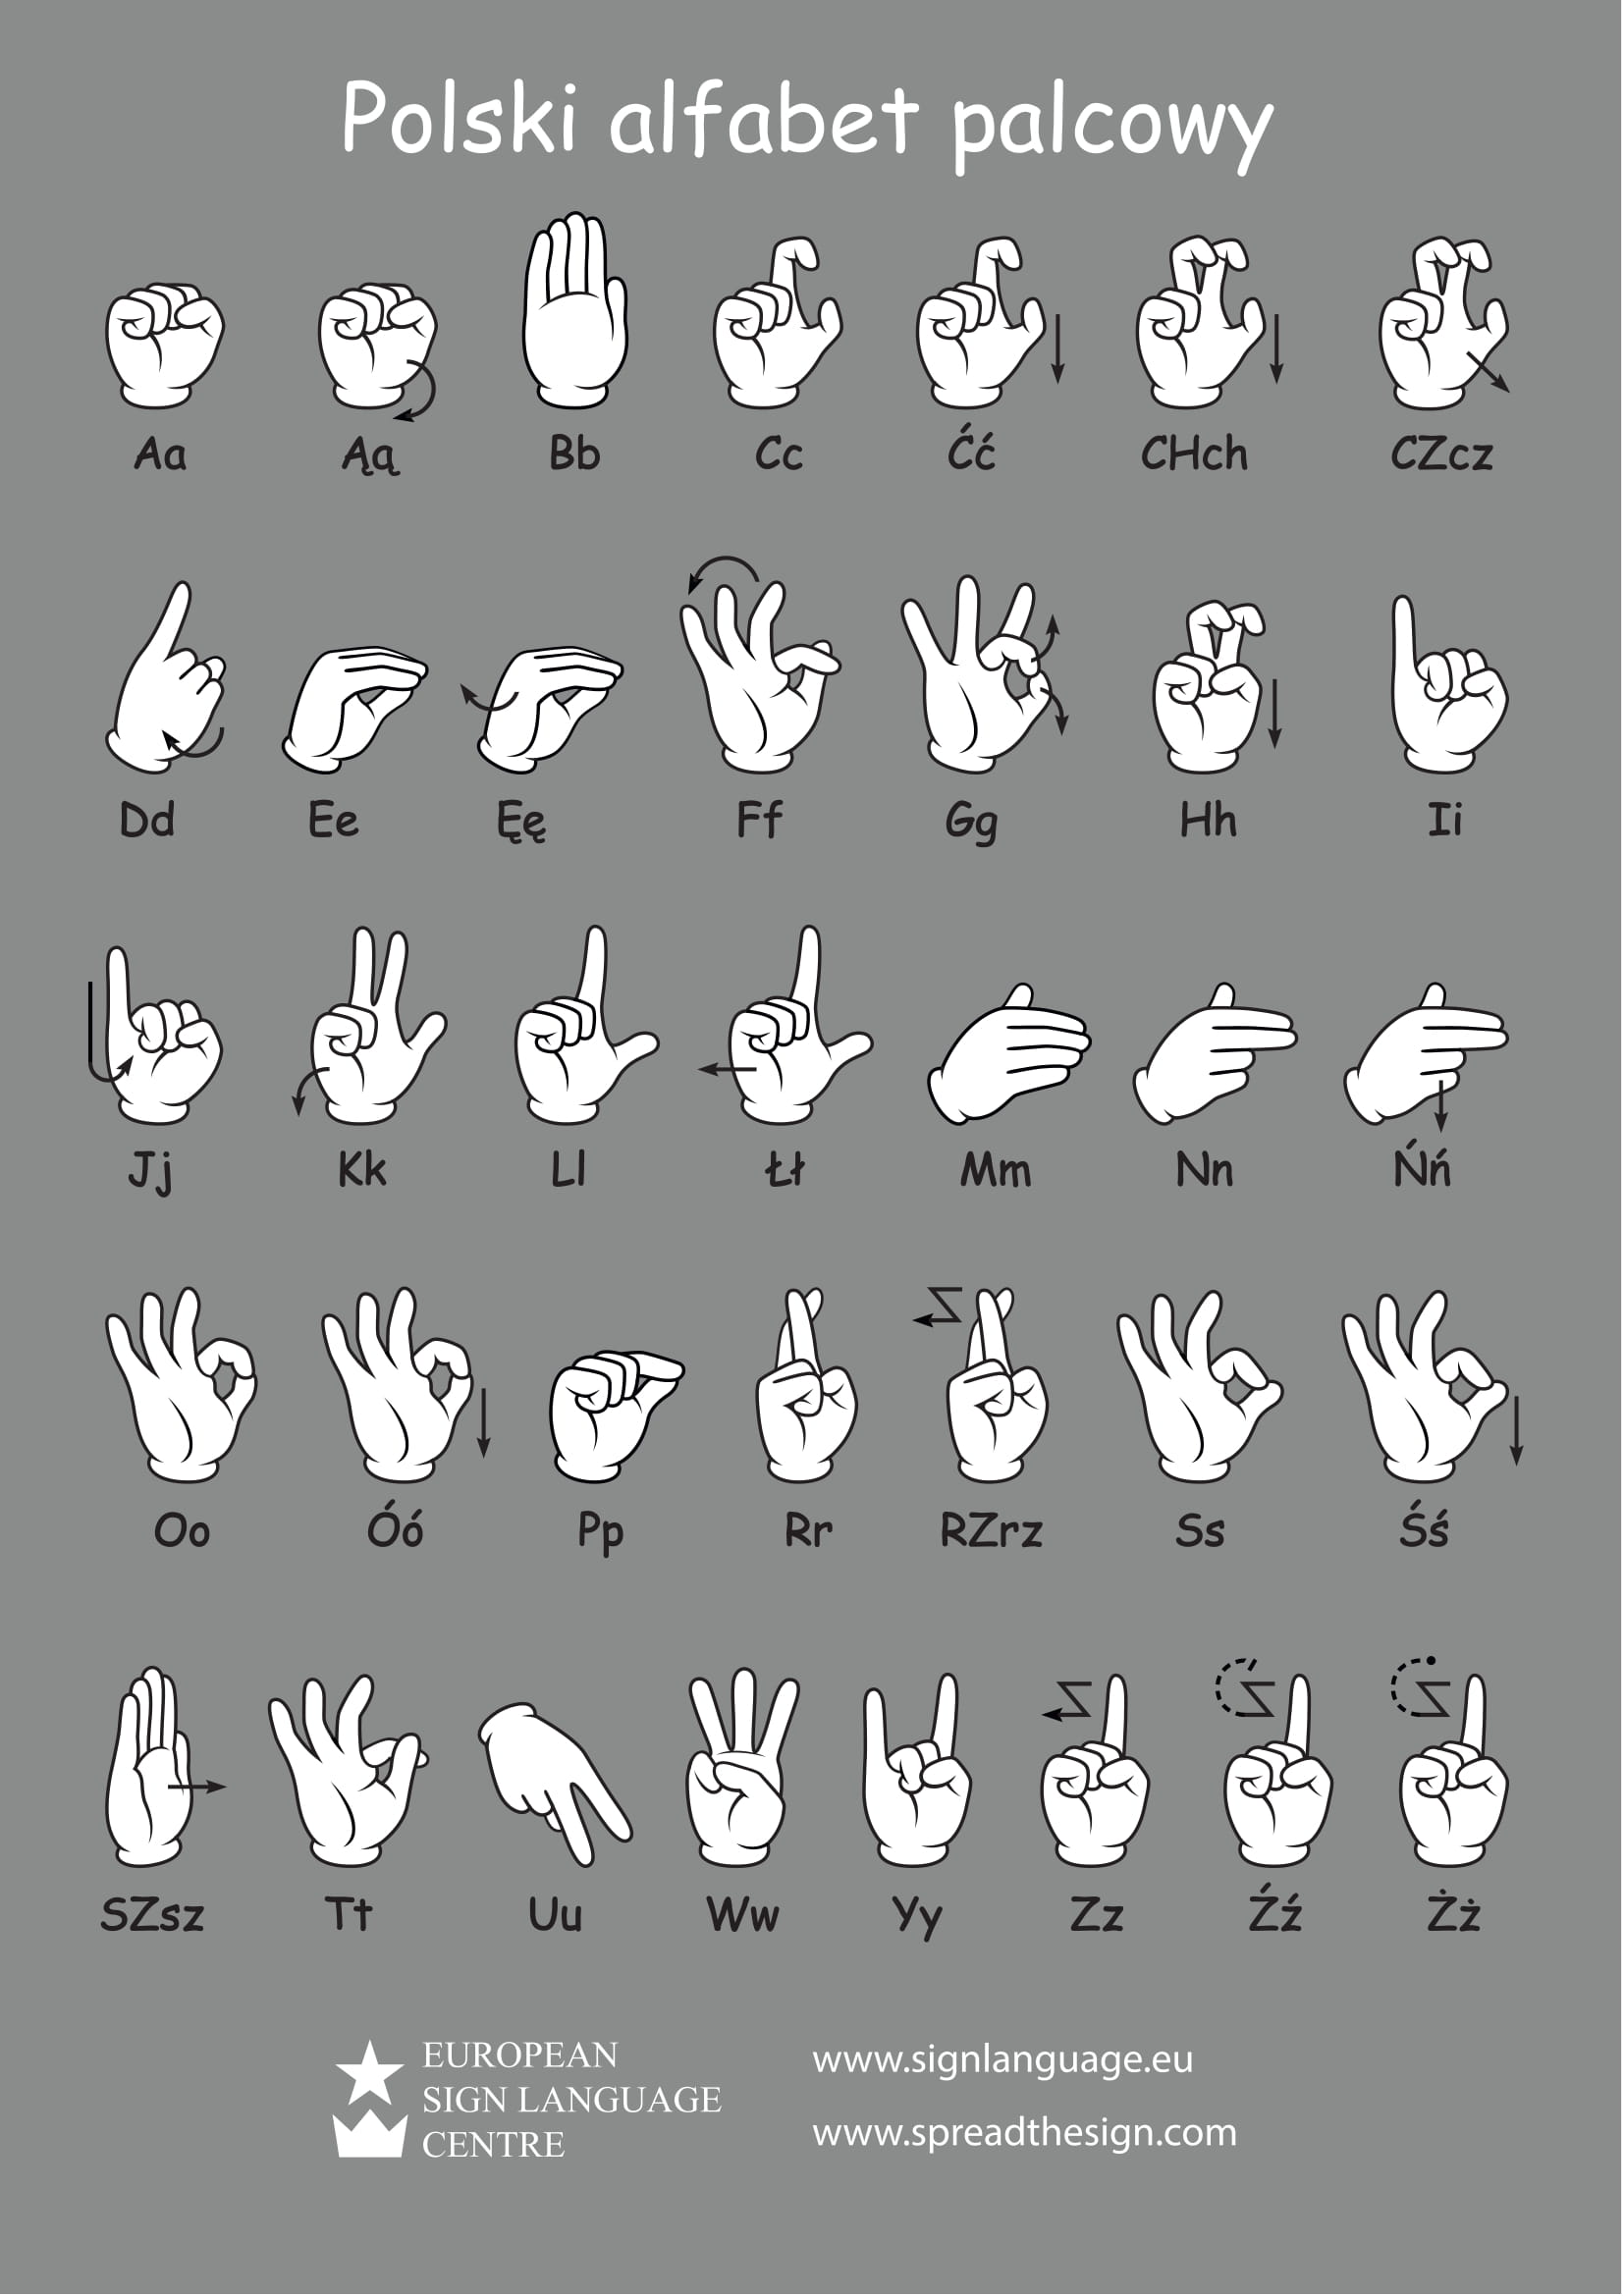 Polski alfabet palcowy
Aa Ąą Bb Cc Ćć CHch CZcz
Dd Ee Ęę Ff Gg Hh Ii
Jj Kk Ll Łł Mm Nn Ńń
Oo Óó Pp Rr RZrz Ss Śś
SZsz Tt Uu Ww Yy Zz Źź Żż
EUROPEAN
SIGN LANGUAGE
CENTRE
www.signlanguage.eu
www.spreadthesign.com